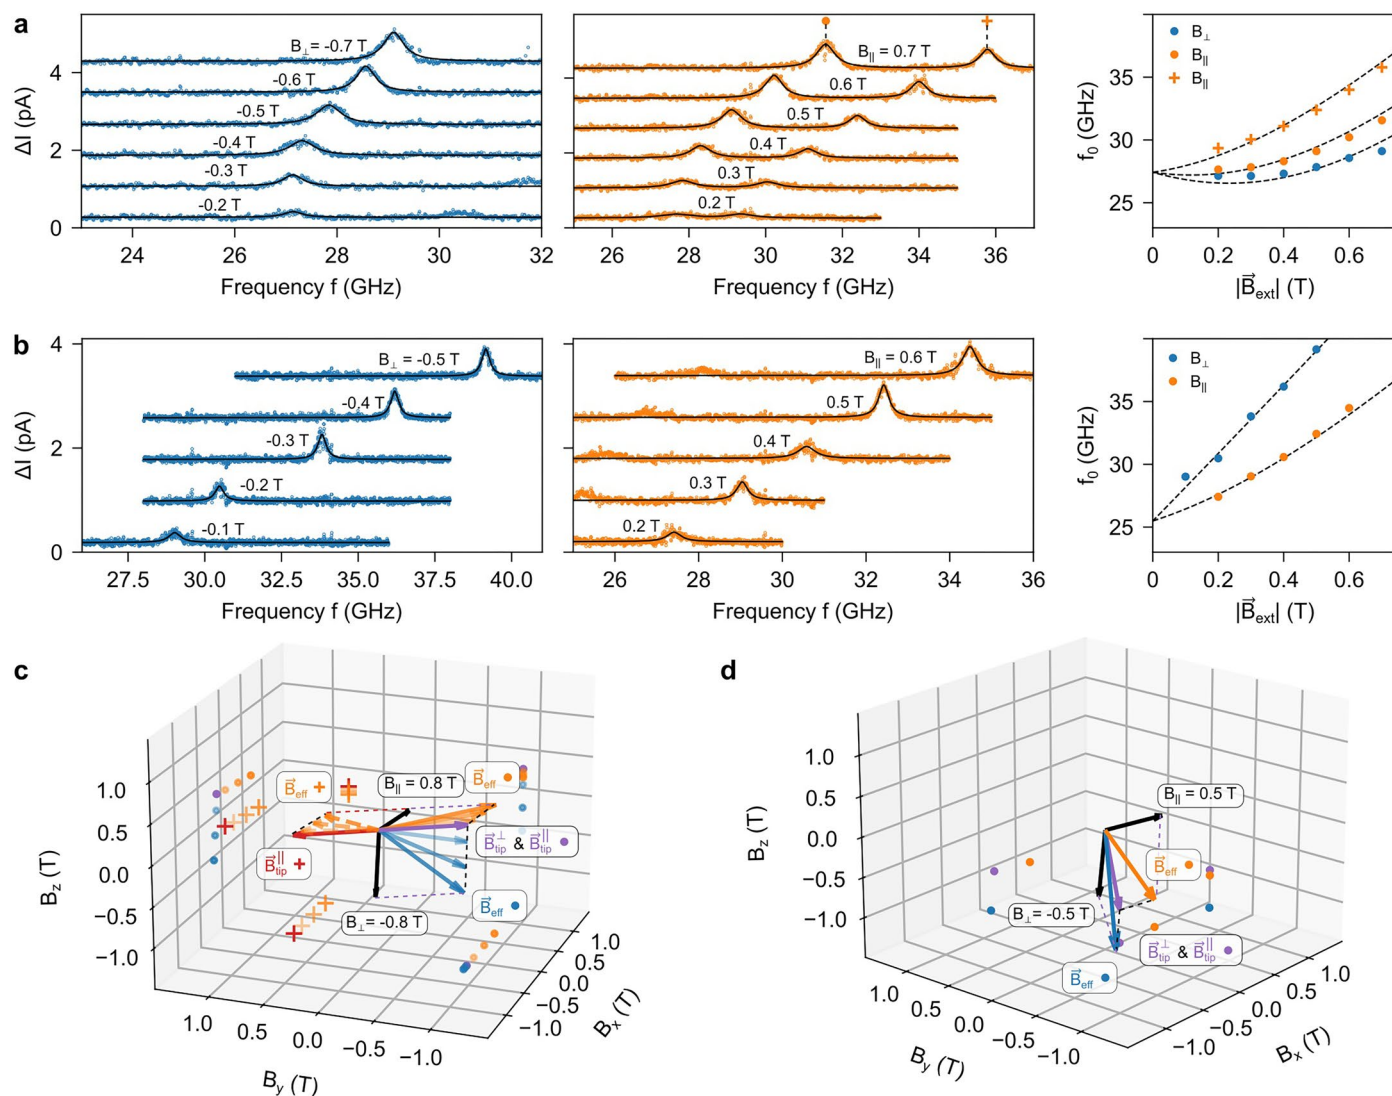 a
B⊥= -0.7 T
-0.6 T
-0.5 T
-0.4 T
-0.3 T
-0.2 T
ΔI (pA)
4
2
0
24 26 28 30 32
Frequency f (GHz)
B|| = 0.7 T
0.6 T
0.5 T
0.4 T
0.3 T
0.2 T
26 28 30 32 34 36
Frequency f (GHz)
B⊥
B||
B||
f₀ (GHz)
35
30
25
0 0.2 0.4 0.6
|B⃗ext| (T)
b
B⊥ = -0.5 T
-0.4 T
-0.3 T
-0.2 T
-0.1 T
ΔI (pA)
4
2
0
27.5 30.0 32.5 35.0 37.5 40.0
Frequency f (GHz)
B|| = 0.6 T
0.5 T
0.4 T
0.3 T
0.2 T
26 28 30 32 34 36
Frequency f (GHz)
B⊥
B||
f₀ (GHz)
35
30
25
0 0.2 0.4 0.6
|B⃗ext| (T)
c
B⃗eff +
B|| = 0.8 T
B⃗eff
B⃗tip|| +
B⃗tip⊥ & B⃗tip||
B⊥= -0.8 T
B⃗eff
Bz (T)
1.0
0.5
0.0
−0.5
−1.0
1.0 0.5 0.0 −0.5 −1.0
By (T)
1.0
0.5
0.0
−0.5
−1.0
Bx (T)
d
B|| = 0.5 T
B⃗eff
B⊥= -0.5 T
B⃗tip⊥ & B⃗tip||
B⃗eff
Bz (T)
1.0
0.5
0.0
−0.5
−1.0
1.0 0.5 0.0 −0.5 −1.0
By (T)
1.0
0.5
0.0
−0.5
−1.0
Bx (T)